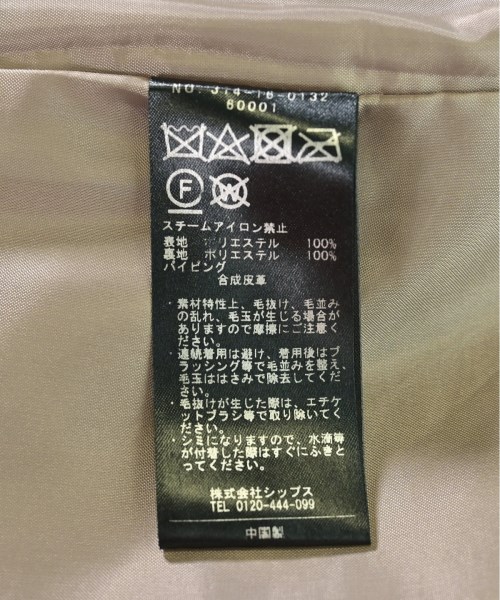 NO. 314-16-0132
60001
F W
スチームアイロン禁止
表地 ポリエステル 100%
裏地 ポリエステル 100%
パイピング
合成皮革
・素材特性上、毛抜け、毛並み
の乱れ、毛玉が生じる場合が
ありますので摩擦にご注意く
ださい。
・連続着用は避け、着用後はブ
ラッシング等で毛並みを整え、
毛玉ははさみで除去してくだ
さい。
・毛抜けが生じた際は、エチケ
ットブラシ等で取り除いてく
ださい。
・シミになりますので、水滴等
が付着した際はすぐにふきと
ってください。
株式会社シップス
TEL 0120-444-099
中国製